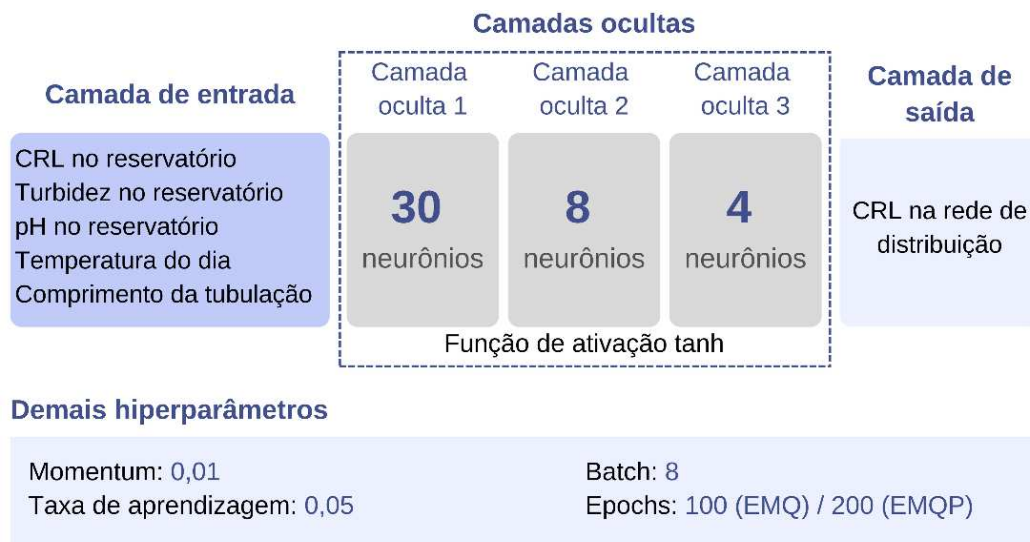 Camadas ocultas
Camada de entrada
CRL no reservatório
Turbidez no reservatório
pH no reservatório
Temperatura do dia
Comprimento da tubulação
Camada
oculta 1
30
neurônios
Camada
oculta 2
8
neurônios
Camada
oculta 3
4
neurônios
Função de ativação tanh
Camada de
saída
CRL na rede de
distribuição
Demais hiperparâmetros
Momentum: 0,01
Taxa de aprendizagem: 0,05
Batch: 8
Epochs: 100 (EMQ) / 200 (EMQP)